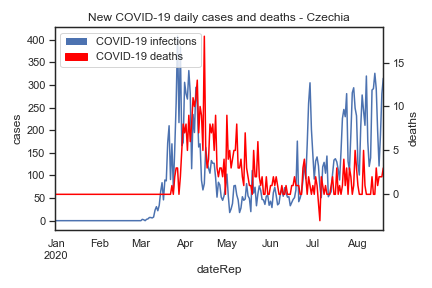 New COVID-19 daily cases and deaths - Czechia
COVID-19 infections
COVID-19 deaths
400
350
300
250
200
150
100
50
0
cases
15
10
5
0
deaths
Jan Feb Mar Apr May Jun Jul Aug
2020
dateRep